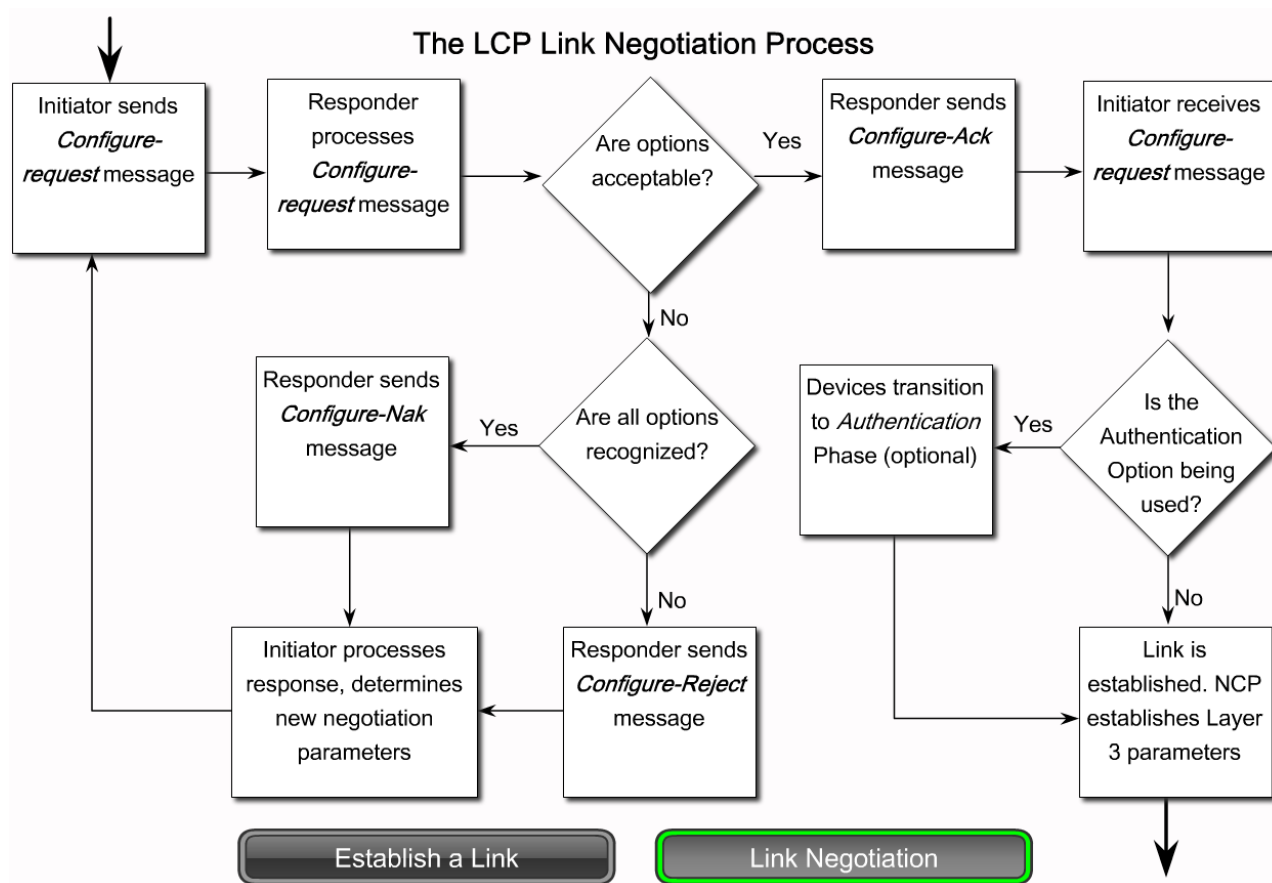 The LCP Link Negotiation Process
Initiator sends
Configure-
request message
Responder
processes
Configure-
request message
Are options
acceptable?
Yes
Responder sends
Configure-Ack
message
Initiator receives
Configure-
request message
No
Responder sends
Configure-Nak
message
Yes
Are all options
recognized?
Devices transition
to Authentication
Phase (optional)
Yes
Is the
Authentication
Option being
used?
No
No
Initiator processes
response, determines
new negotiation
parameters
Responder sends
Configure-Reject
message
Link is
established. NCP
establishes Layer
3 parameters
Establish a Link
Link Negotiation